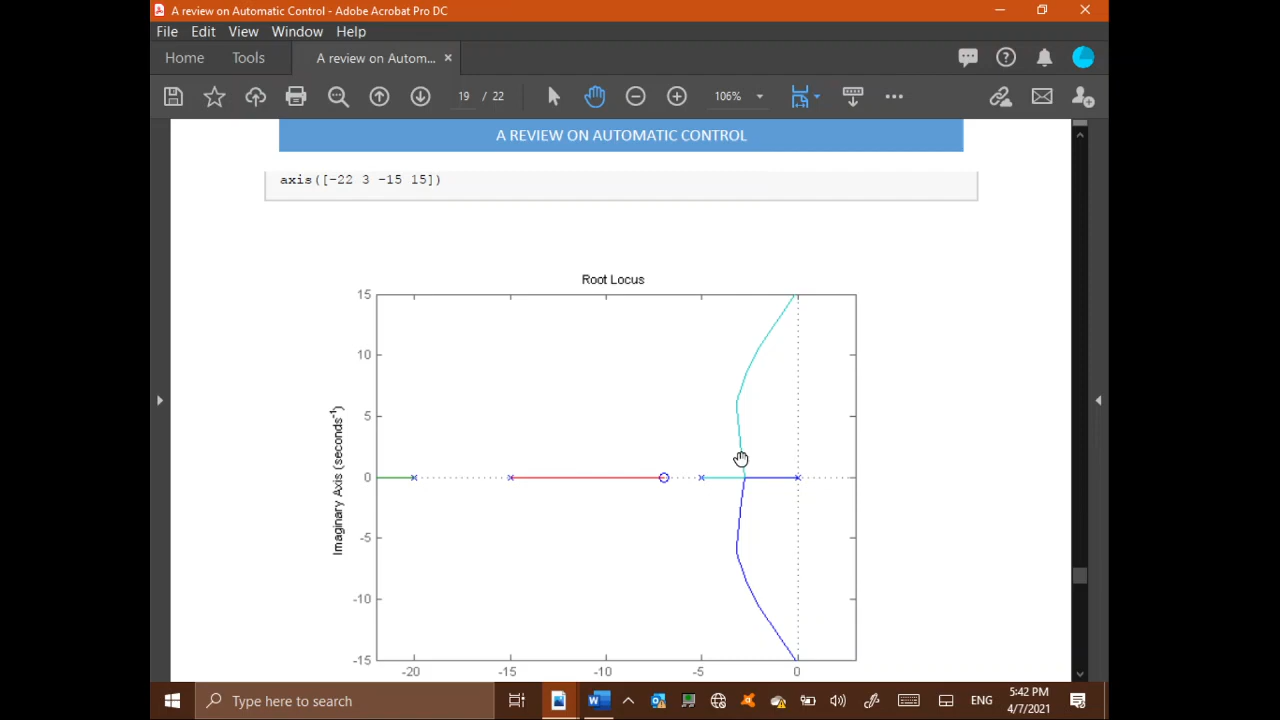 A review on Automatic Control - Adobe Acrobat Pro DC
File Edit View Window Help
Home Tools A review on Autom... ×
19 / 22 106%
A REVIEW ON AUTOMATIC CONTROL
axis([-22 3 -15 15])
Root Locus
15
10
5
0
-5
-10
-15
Imaginary Axis (seconds⁻¹)
-20 -15 -10 -5 0
Type here to search
ENG
5:42 PM
4/7/2021